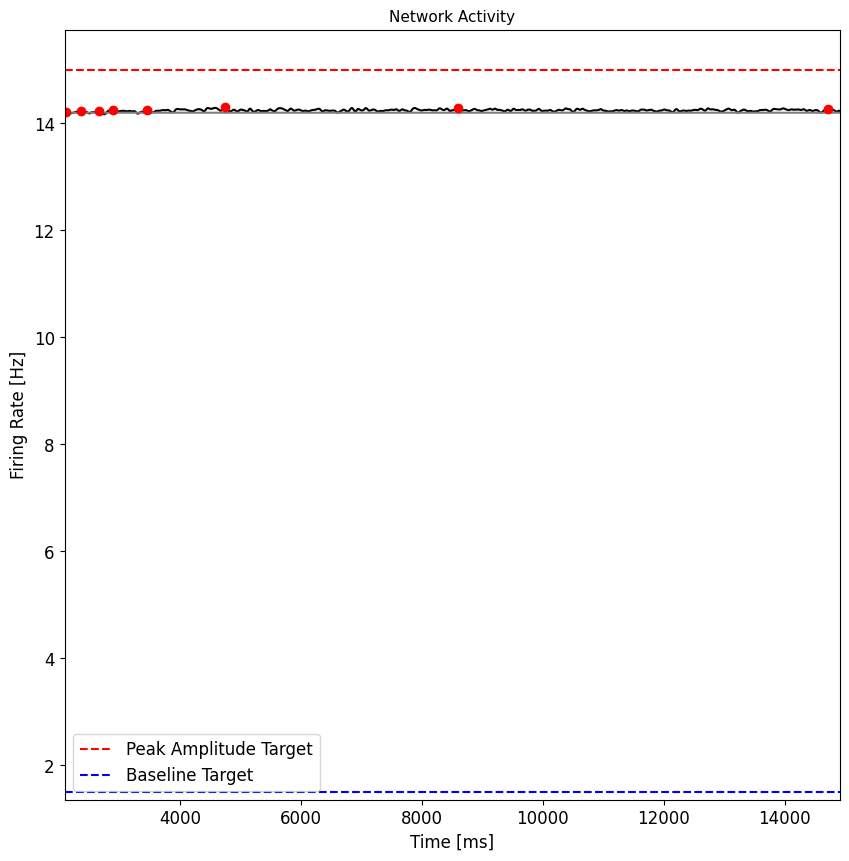 Network Activity
Firing Rate [Hz]
14
12
10
8
6
4
2
Peak Amplitude Target
Baseline Target
4000 6000 8000 10000 12000 14000
Time [ms]